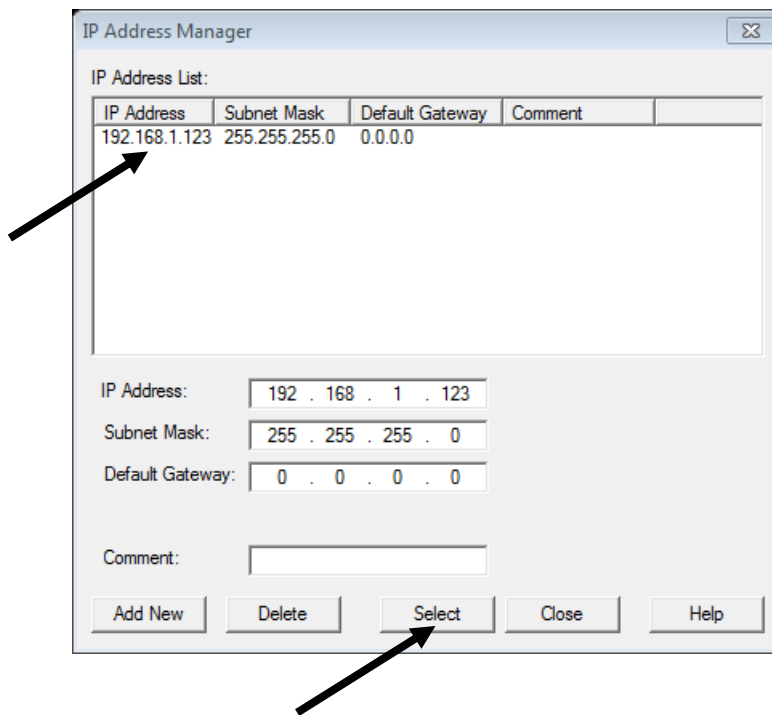 IP Address Manager
IP Address List:
IP Address Subnet Mask Default Gateway Comment
192.168.1.123 255.255.255.0 0.0.0.0
IP Address: 192 . 168 . 1 . 123
Subnet Mask: 255 . 255 . 255 . 0
Default Gateway: 0 . 0 . 0 . 0
Comment:
Add New Delete Select Close Help